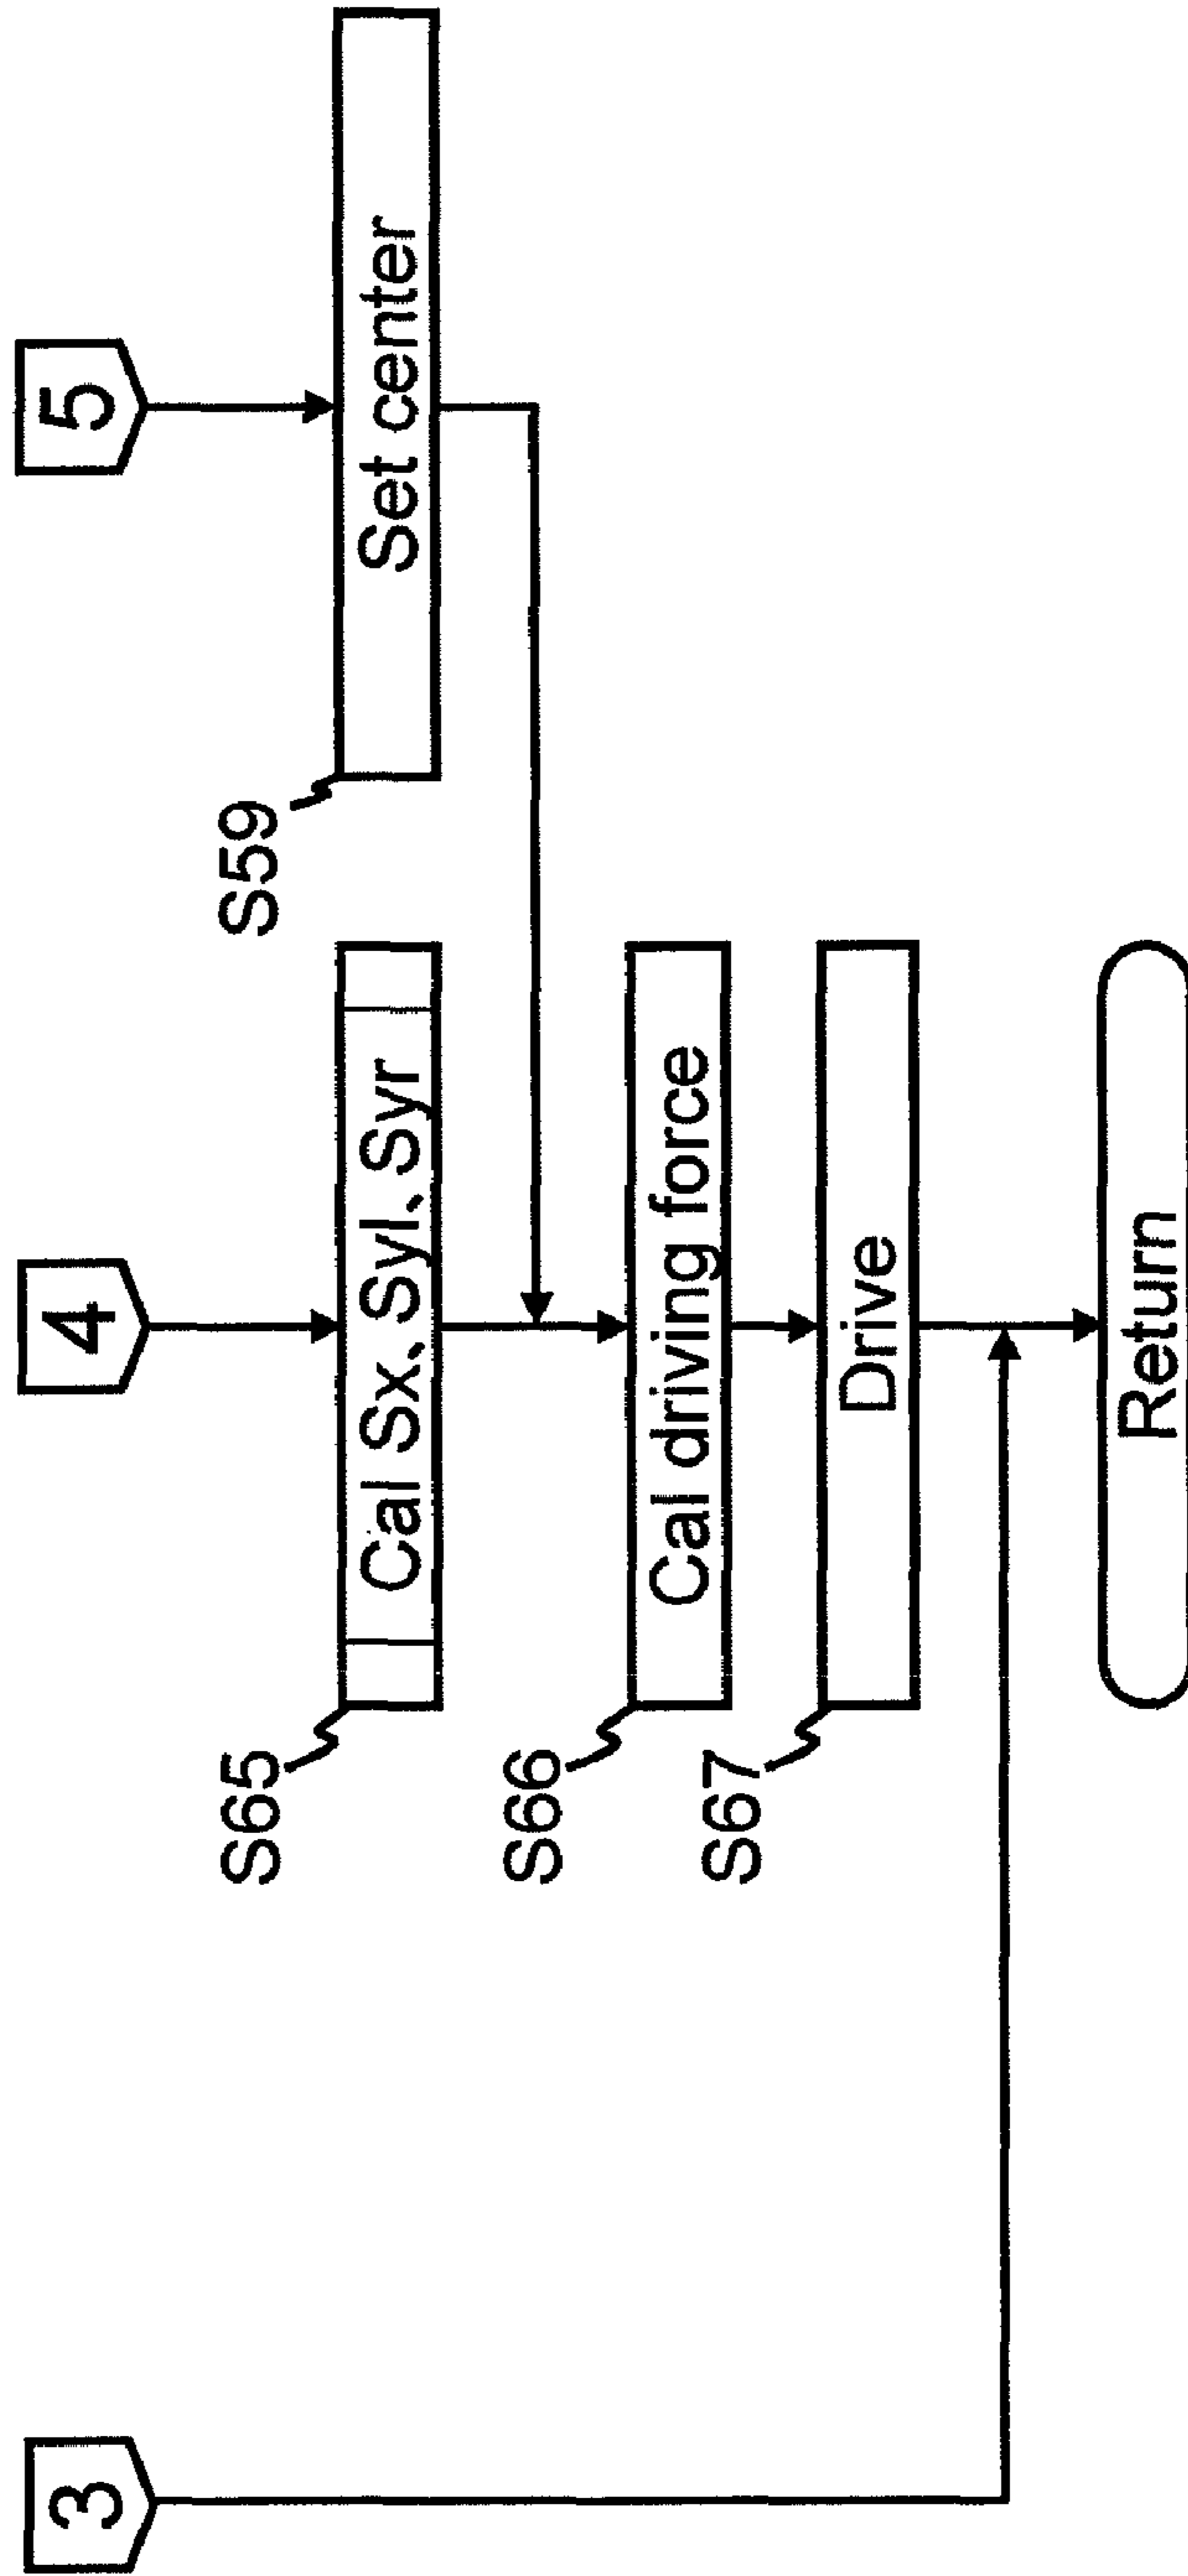 3
4
5
S65
Cal Sx、Syl、Syr
S59
Set center
S66
Cal driving force
S67
Drive
Return